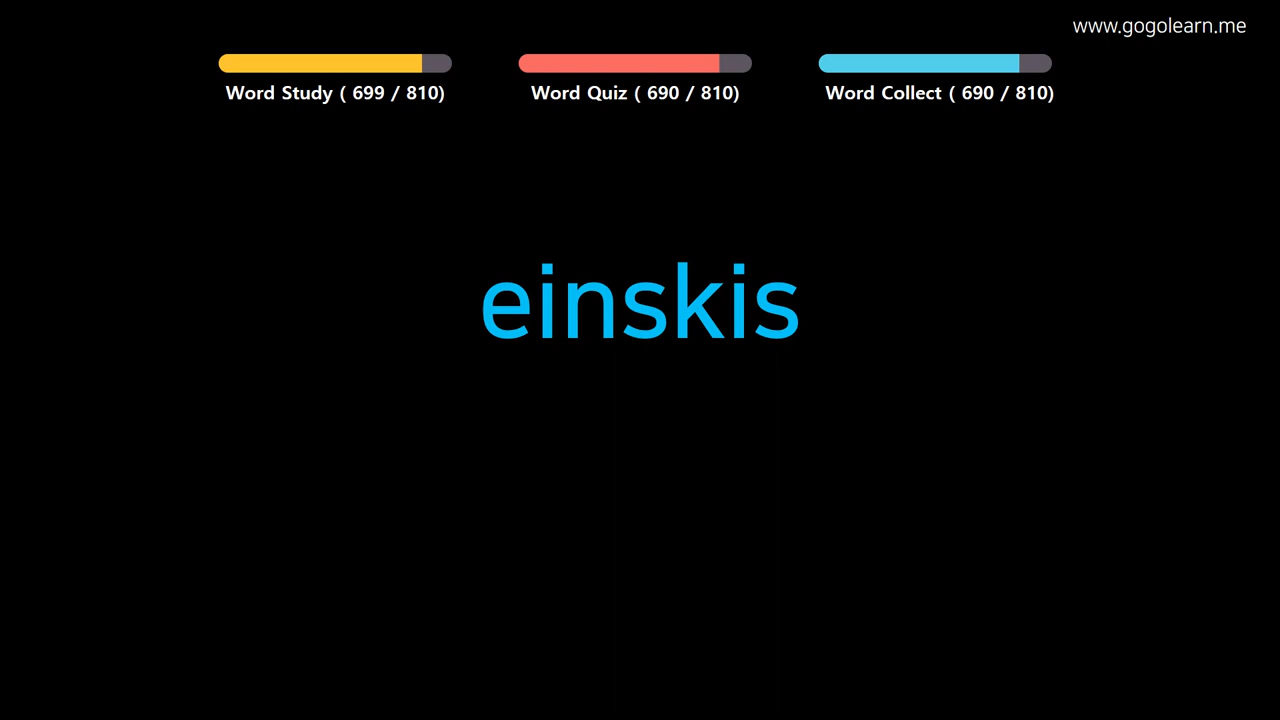 www.gogolearn.me
Word Study ( 699 / 810)
Word Quiz ( 690 / 810)
Word Collect ( 690 / 810)
einskis